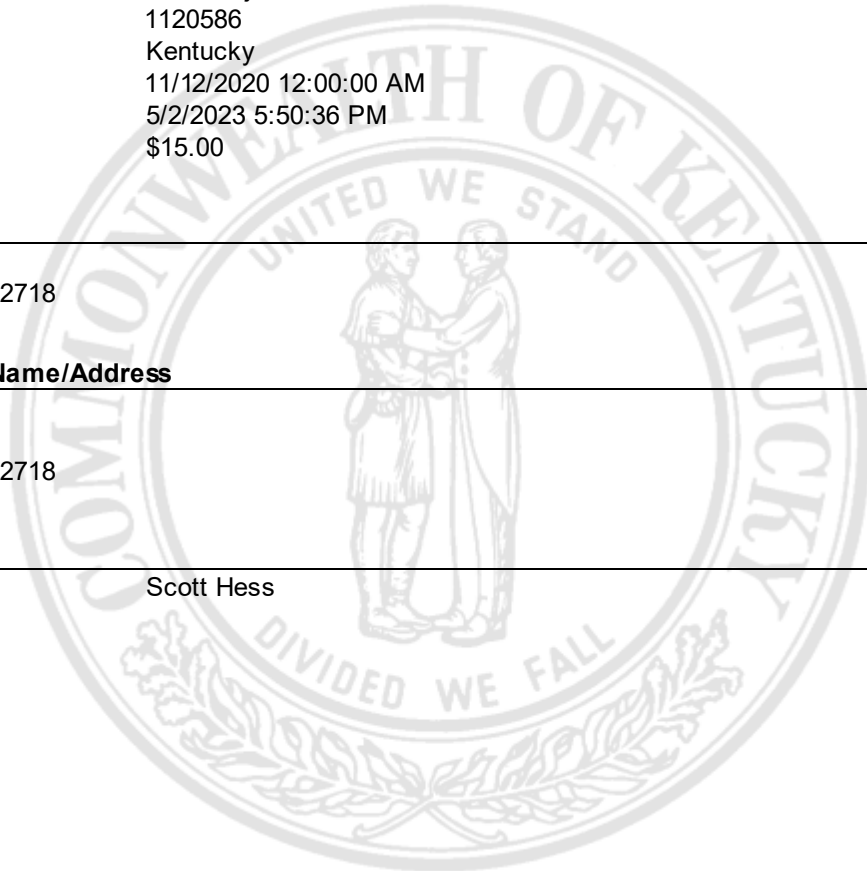 1120586
Kentucky
11/12/2020 12:00:00 AM
5/2/2023 5:50:36 PM
$15.00
2718
Name/Address
2718
Scott Hess
COMMONWEALTH OF KENTUCKY
UNITED WE STAND
DIVIDED WE FALL